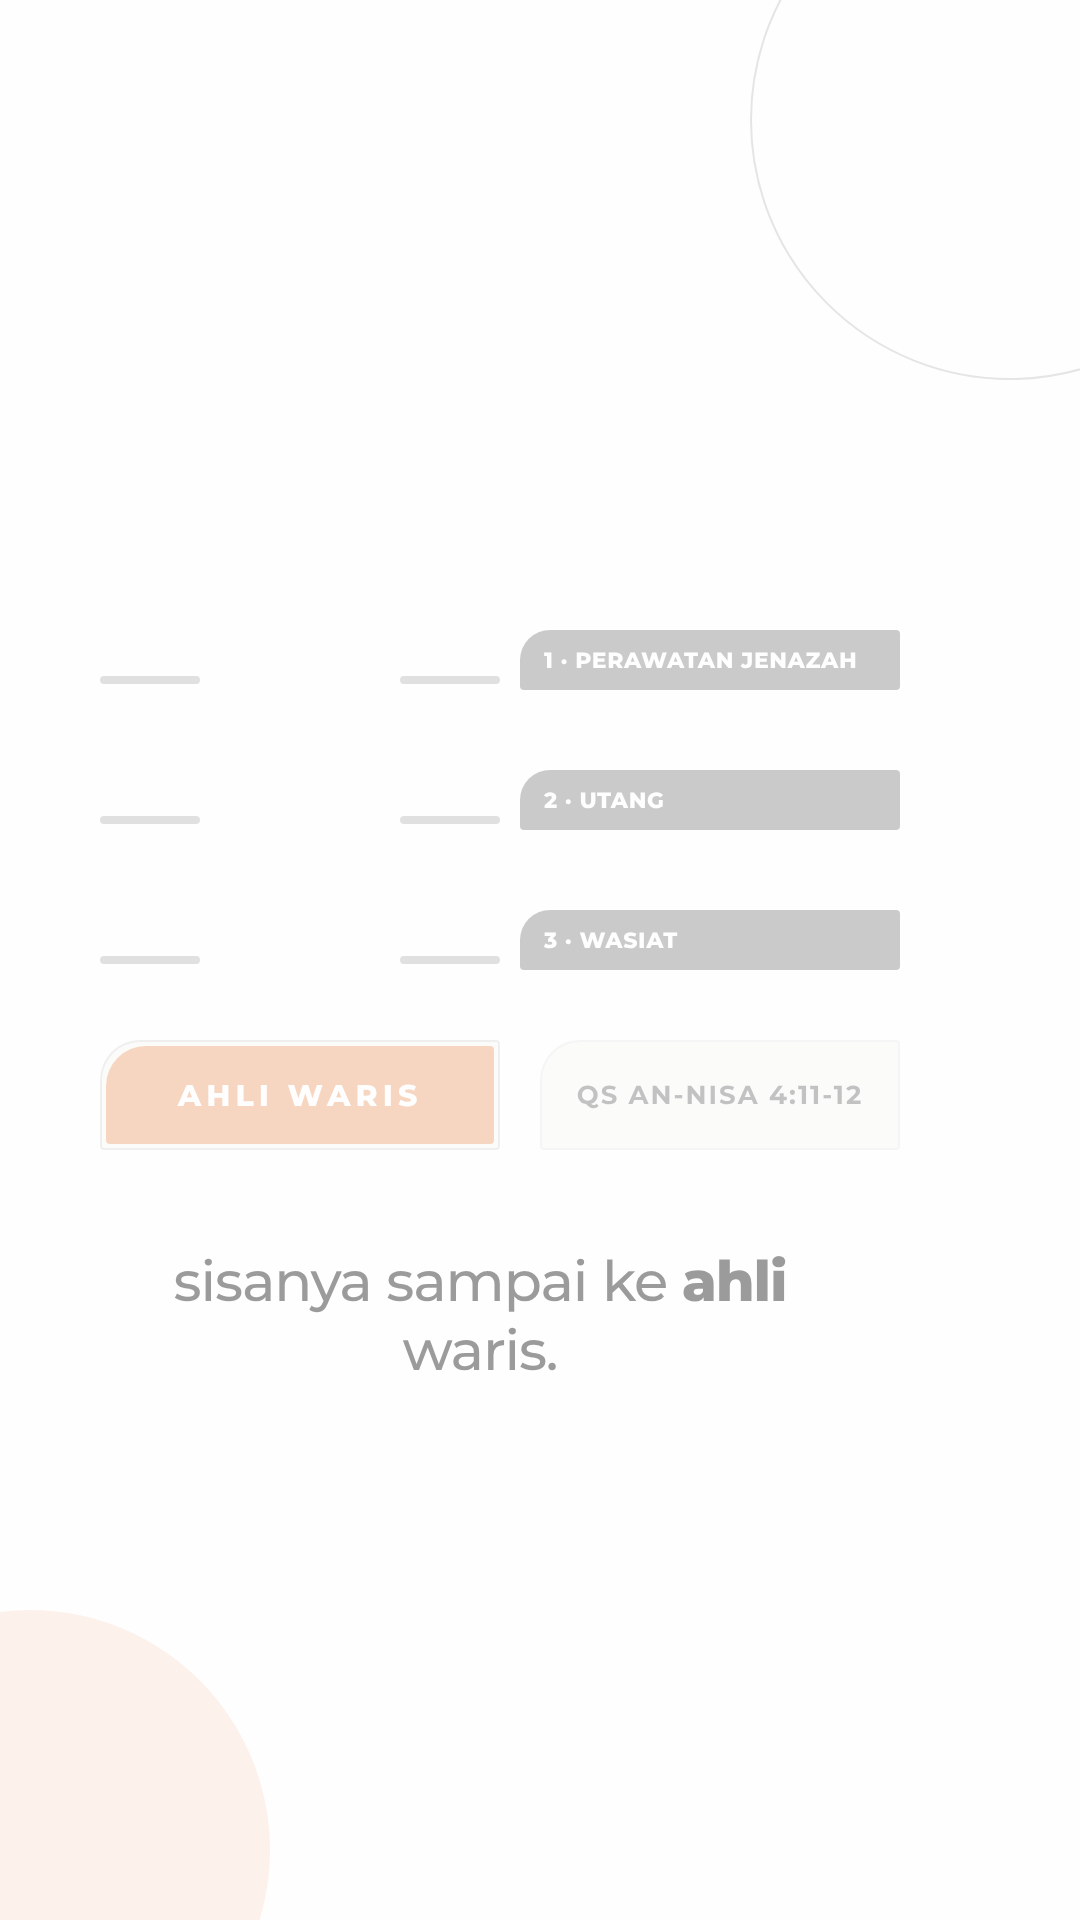 1 · PERAWATAN JENAZAH
2 · UTANG
3 · WASIAT
AHLI WARIS
QS AN-NISA 4:11-12
sisanya sampai ke ahli
waris.